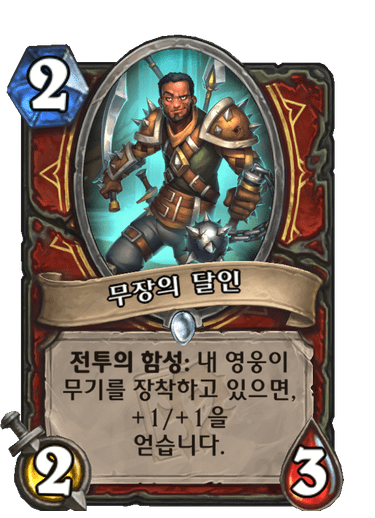 2
무장의 달인
전투의 함성: 내 영웅이
무기를 장착하고 있으면,
+1/+1을
얻습니다.
2
3